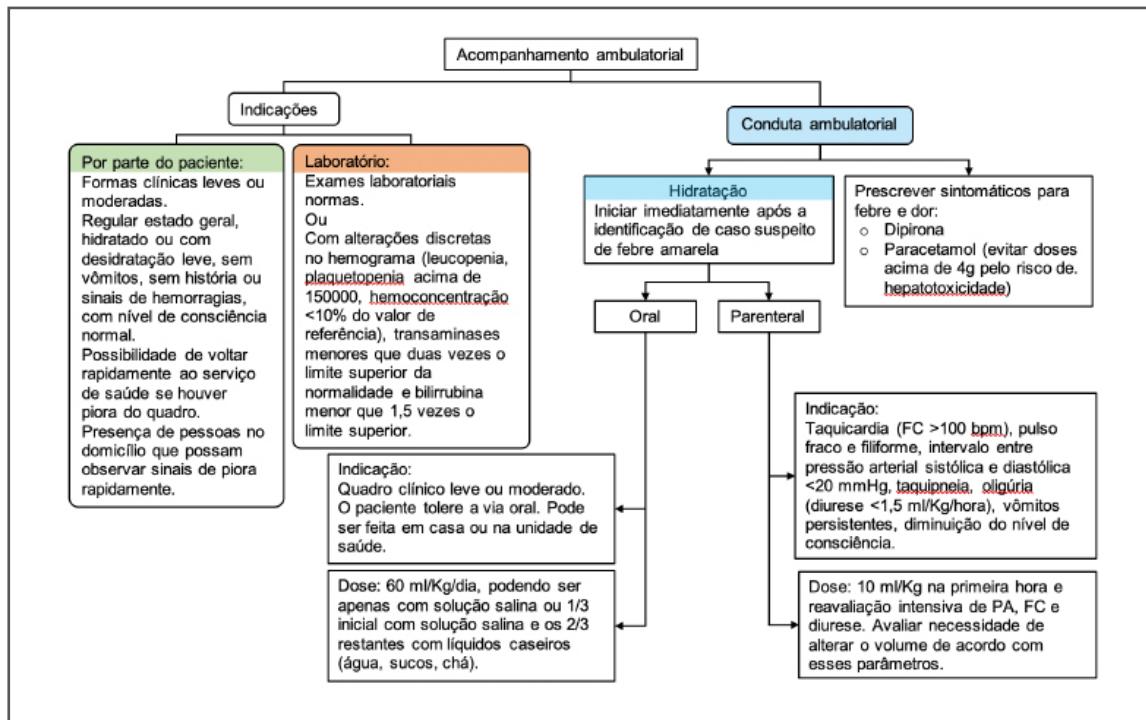 Acompanhamento ambulatorial
Indicações
Conduta ambulatorial
Por parte do paciente:
Formas clínicas leves ou
moderadas.
Regular estado geral,
hidratado ou com
desidratação leve, sem
vômitos, sem história ou
sinais de hemorragias,
com nível de consciência
normal.
Possibilidade de voltar
rapidamente ao serviço
de saúde se houver
piora do quadro.
Presença de pessoas no
domicílio que possam
observar sinais de piora
rapidamente.
Laboratório:
Exames laboratoriais
normas.
Ou
Com alterações discretas
no hemograma (leucopenia,
plaquetopenia acima de
150000, hemoconcentração
<10% do valor de
referência), transaminases
menores que duas vezes o
limite superior da
normalidade e bilirrubina
menor que 1,5 vezes o
limite superior.
Hidratação
Iniciar imediatamente após a
identificação de caso suspeito
de febre amarela
Prescrever sintomáticos para
febre e dor:
o Dipirona
o Paracetamol (evitar doses
acima de 4g pelo risco de.
hepatotoxicidade)
Oral
Parenteral
Indicação:
Quadro clínico leve ou moderado.
O paciente tolere a via oral. Pode
ser feita em casa ou na unidade de
saúde.
Dose: 60 ml/Kg/dia, podendo ser
apenas com solução salina ou 1/3
inicial com solução salina e os 2/3
restantes com líquidos caseiros
(água, sucos, chá).
Indicação:
Taquicardia (FC >100 bpm), pulso
fraco e filiforme, intervalo entre
pressão arterial sistólica e diastólica
<20 mmHg, taquipneia, oligúria
(diurese <1,5 ml/Kg/hora), vômitos
persistentes, diminuição do nível de
consciência.
Dose: 10 ml/Kg na primeira hora e
reavaliação intensiva de PA, FC e
diurese. Avaliar necessidade de
alterar o volume de acordo com
esses parâmetros.